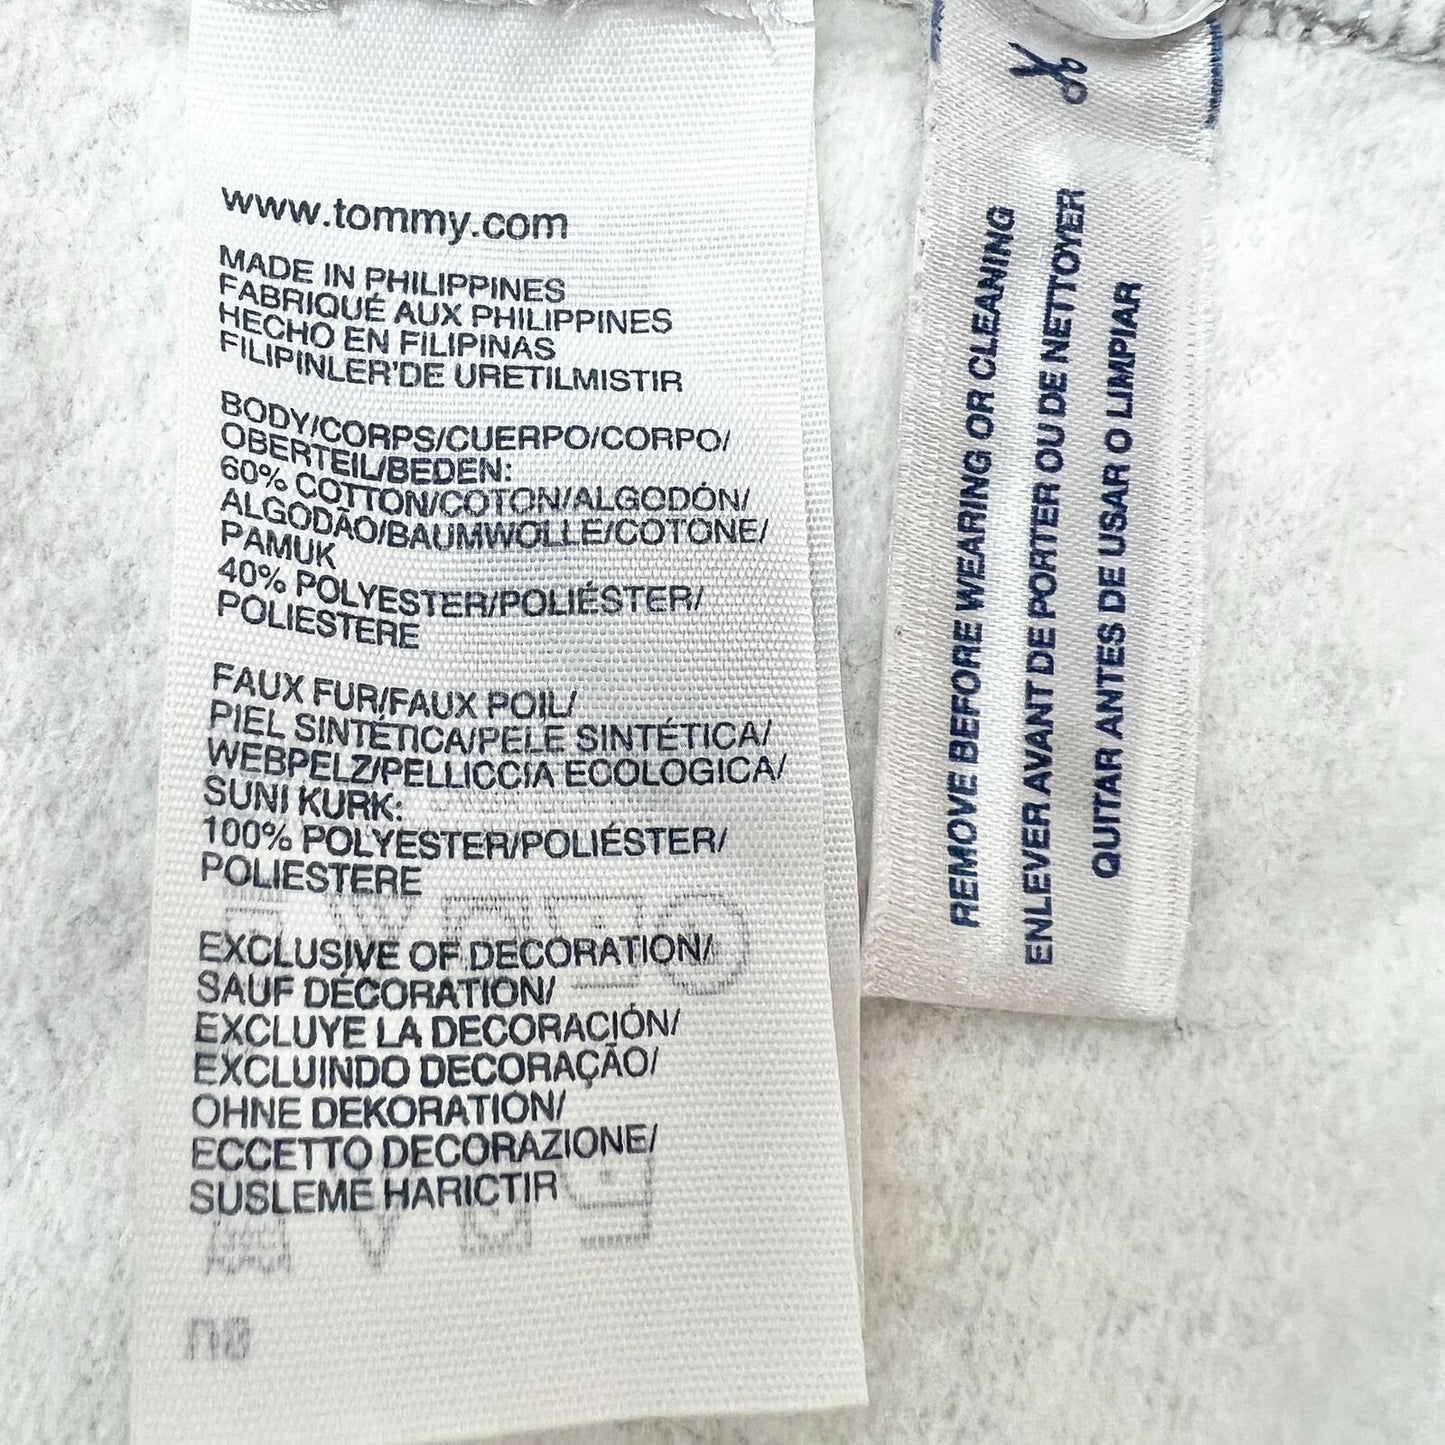 www.tommy.com
MADE IN PHILIPPINES
FABRIQUÉ AUX PHILIPPINES
HECHO EN FILIPINAS
FILIPINLER'DE URETILMISTIR
BODY/CORPS/CUERPO/CORPO/
OBERTEIL/BEDEN:
60% COTTON/COTON/ALGODÓN/
ALGODÃO/BAUMWOLLE/COTONE/
PAMUK
40% POLYESTER/POLIÉSTER/
POLIESTERE
FAUX FUR/FAUX POIL/
PIEL SINTÉTICA/PELE SINTÉTICA/
WEBPELZ/PELLICCIA ECOLOGICA/
SUNI KURK:
100% POLYESTER/POLIÉSTER/
POLIESTERE
EXCLUSIVE OF DECORATION/
SAUF DÉCORATION/
EXCLUYE LA DECORACIÓN/
EXCLUINDO DECORAÇÃO/
OHNE DEKORATION/
ECCETTO DECORAZIONE/
SUSLEME HARICTIR
REMOVE BEFORE WEARING OR CLEANING
ENLEVER AVANT DE PORTER OU DE NETTOYER
QUITAR ANTES DE USAR O LIMPIAR